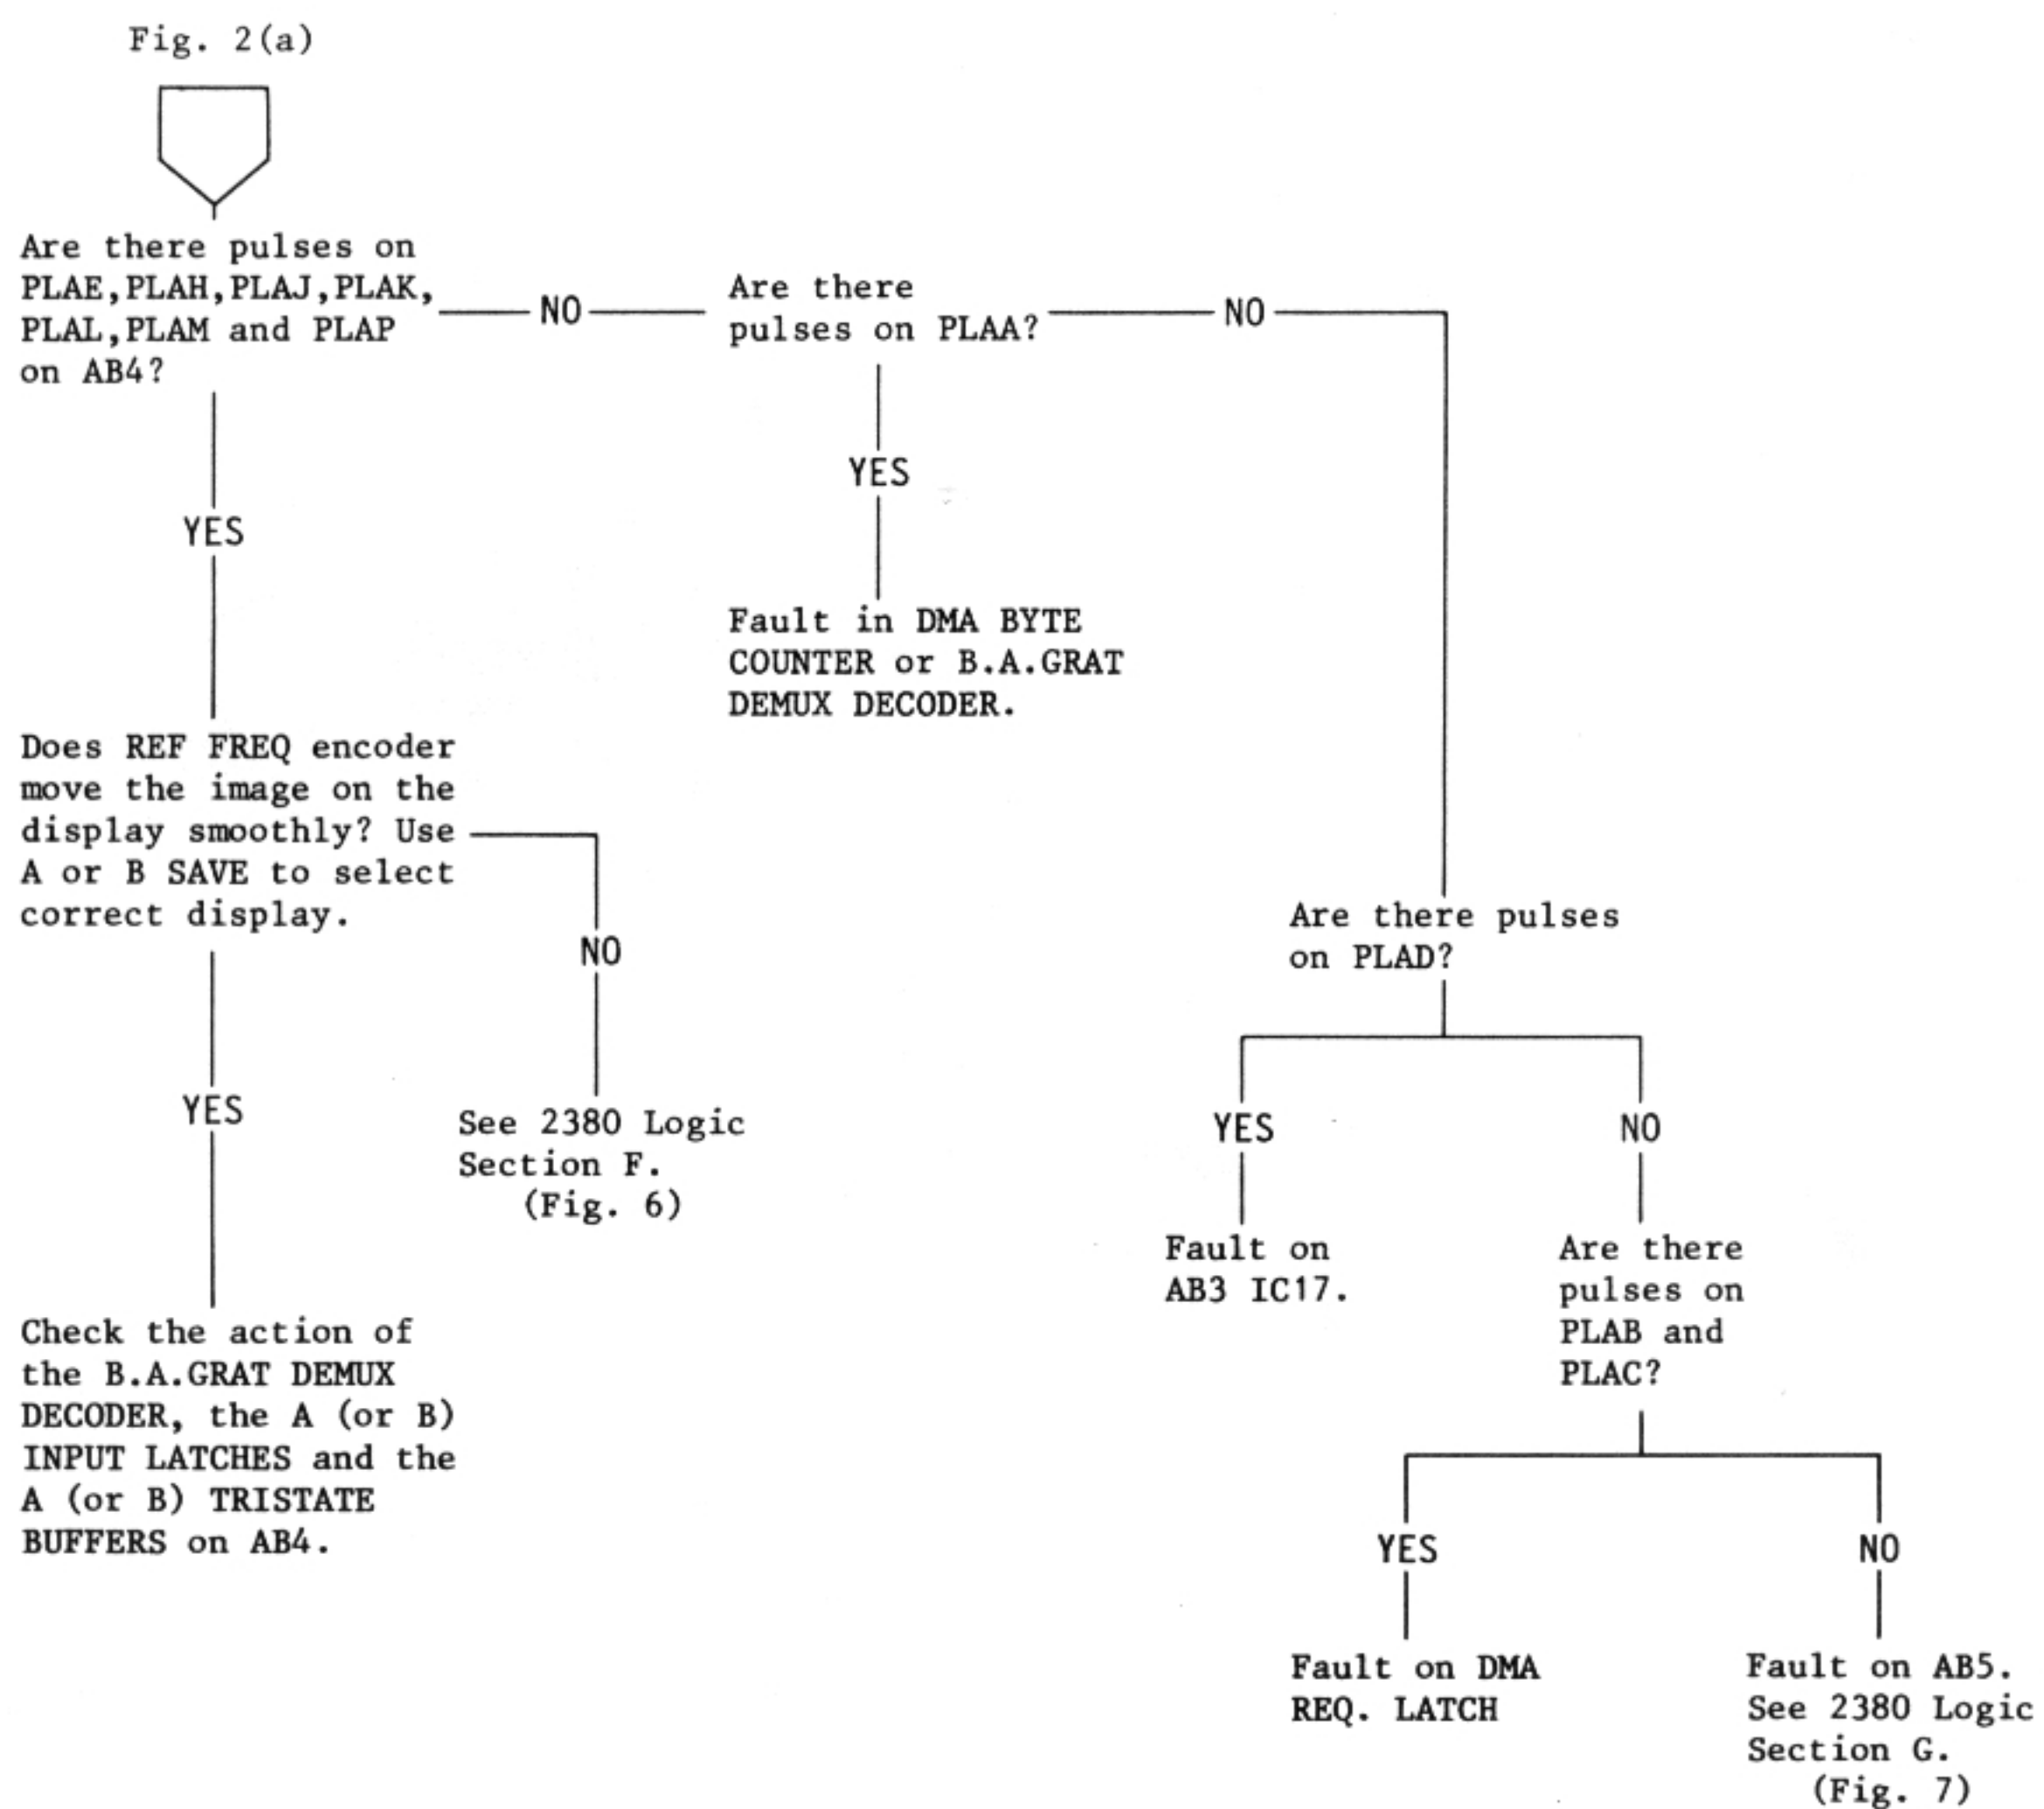 Fig. 2(a)
Are there pulses on
PLAE,PLAH,PLAJ,PLAK,
PLAL,PLAM and PLAP
on AB4?
NO
Are there
pulses on PLAA?
NO
YES
YES
Fault in DMA BYTE
COUNTER or B.A.GRAT
DEMUX DECODER.
Does REF FREQ encoder
move the image on the
display smoothly? Use
A or B SAVE to select
correct display.
NO
Are there pulses
on PLAD?
YES
See 2380 Logic
Section F.
(Fig. 6)
YES
NO
Fault on
AB3 IC17.
Are there
pulses on
PLAB and
PLAC?
Check the action of
the B.A.GRAT DEMUX
DECODER, the A (or B)
INPUT LATCHES and the
A (or B) TRISTATE
BUFFERS on AB4.
YES
NO
Fault on DMA
REQ. LATCH
Fault on AB5.
See 2380 Logic
Section G.
(Fig. 7)